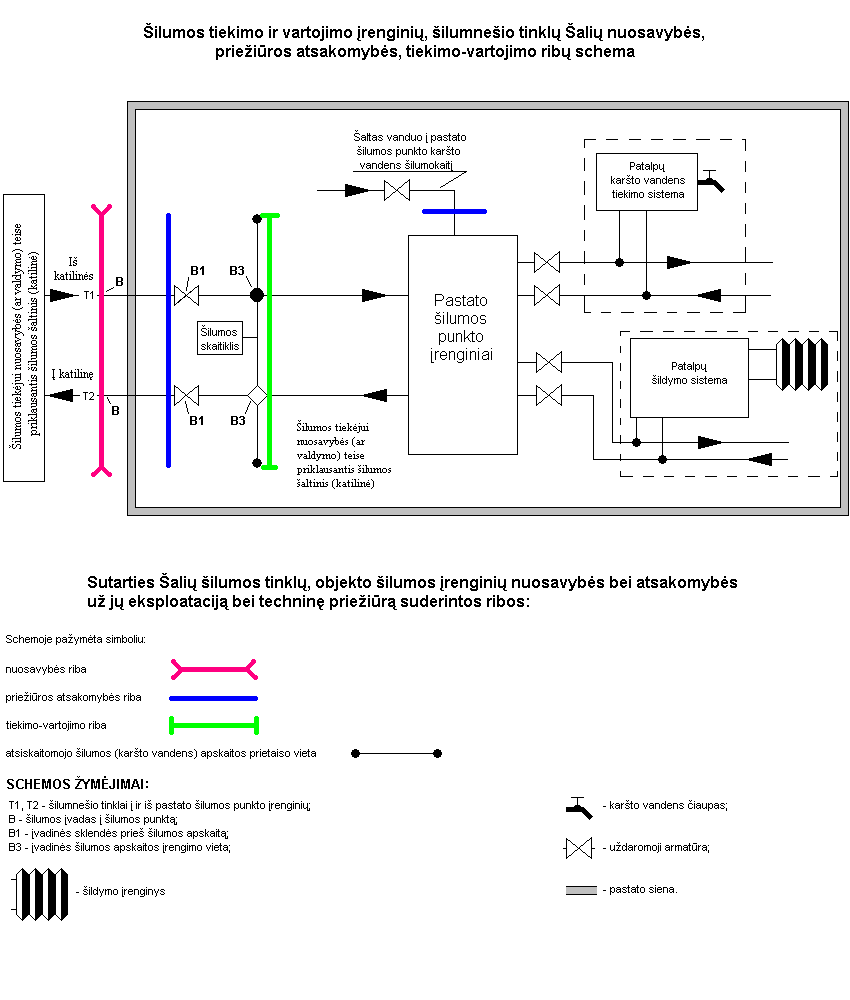 Šilumos tiekimo ir vartojimo įrenginių, šilumnešio tinklų Šalių nuosavybės,
priežiūros atsakomybės, tiekimo-vartojimo ribų schema
Šaltas vanduo į pastato
šilumos punkto karšto
vandens šilumokaitį
Patalpų
karšto vandens
tiekimo sistema
Šilumos tiekėjui nuosavybės (ar valdymo) teise
priklausantis šilumos šaltinis (katilinė)
Iš
katilinės
B
T1
B1
B3
Pastato
šilumos
punkto
įrenginiai
Šilumos
skaitiklis
Į katilinę
T2
B
B1
B3
Patalpų
šildymo sistema
Šilumos tiekėjui
nuosavybės (ar
valdymo) teise
priklausantis šilumos
šaltinis (katilinė)
Sutarties Šalių šilumos tinklų, objekto šilumos įrenginių nuosavybės bei atsakomybės
už jų eksploataciją bei techninę priežiūrą suderintos ribos:
Schemoje pažymėta simboliu:
nuosavybės riba
priežiūros atsakomybės riba
tiekimo-vartojimo riba
atsiskaitomojo šilumos (karšto vandens) apskaitos prietaiso vieta
SCHEMOS ŽYMĖJIMAI:
T1, T2 - šilumnešio tinklai į ir iš pastato šilumos punkto įrenginių;
B - šilumos įvadas į šilumos punktą;
B1 - įvadinės sklendės prieš šilumos apskaitą;
B3 - įvadinės šilumos apskaitos įrengimo vieta;
- šildymo įrenginys
- karšto vandens čiaupas;
- uždaromoji armatūra;
- pastato siena.